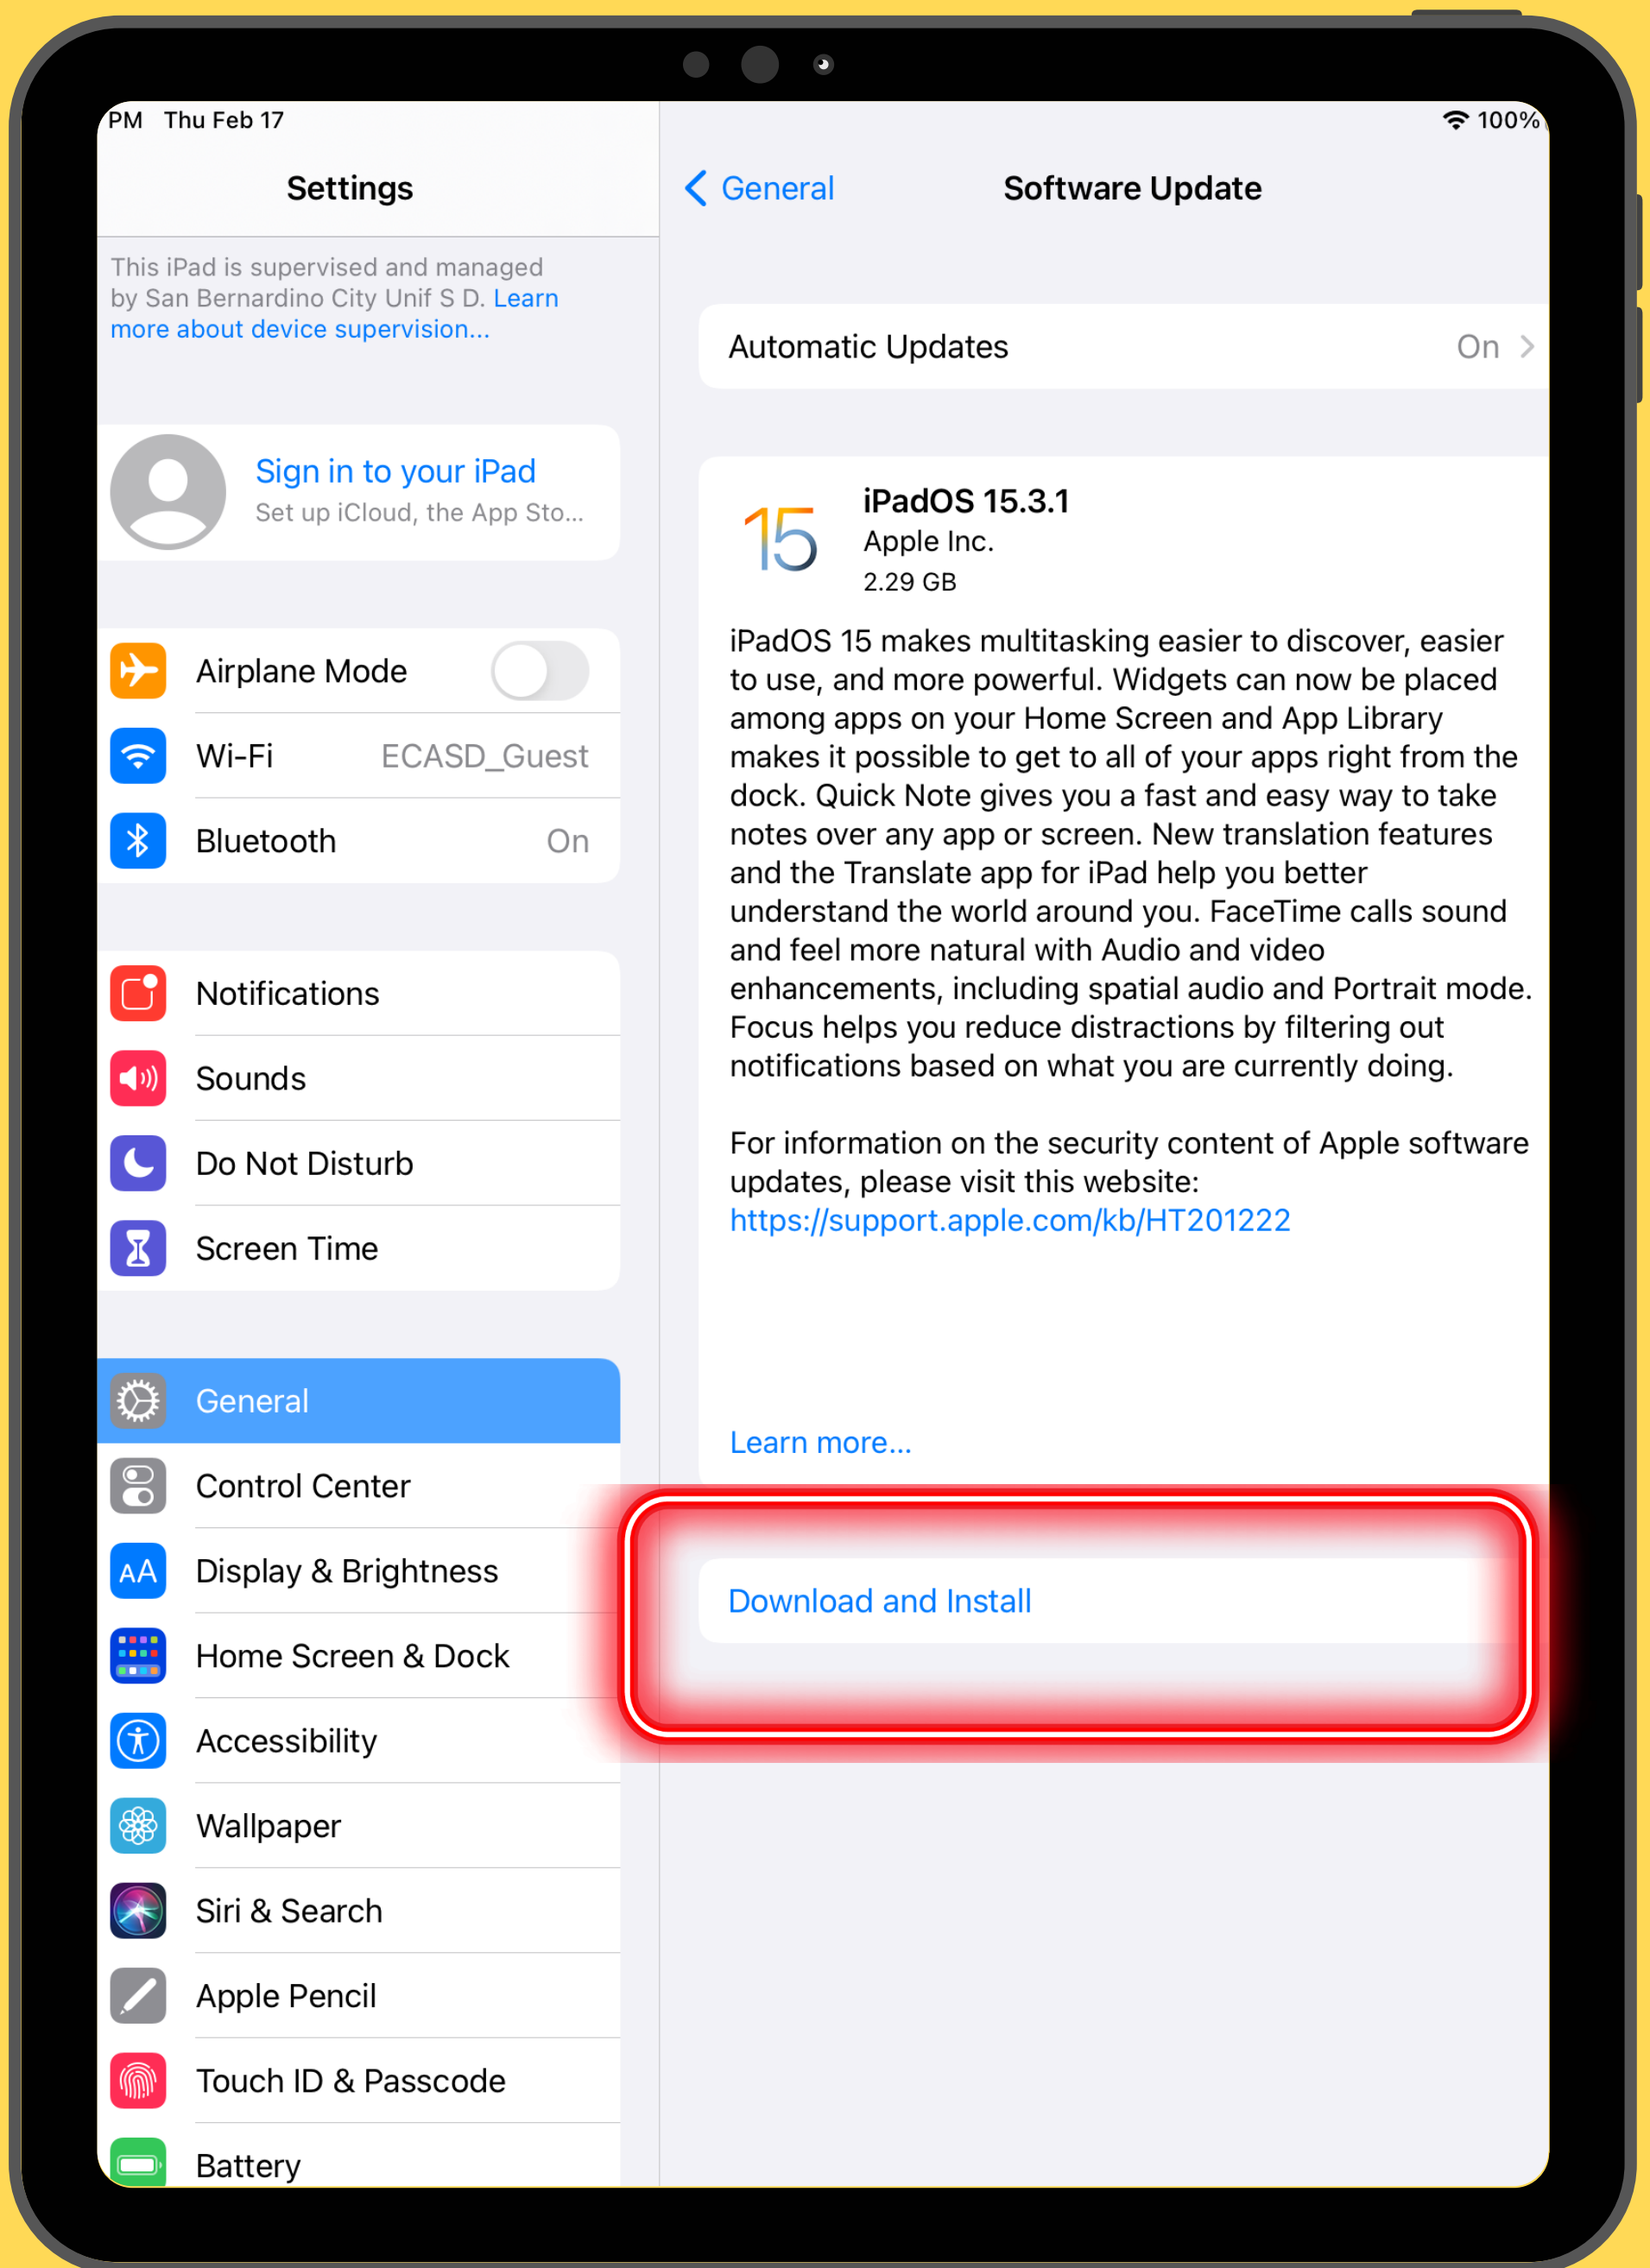 PM Thu Feb 17
100%
Settings
This iPad is supervised and managed
by San Bernardino City Unif S D. Learn
more about device supervision...
Sign in to your iPad
Set up iCloud, the App Sto...
Airplane Mode
Wi-Fi ECASD_Guest
Bluetooth On
Notifications
Sounds
Do Not Disturb
Screen Time
General
Control Center
AA Display & Brightness
Home Screen & Dock
Accessibility
Wallpaper
Siri & Search
Apple Pencil
Touch ID & Passcode
Battery
General Software Update
Automatic Updates On
15
iPadOS 15.3.1
Apple Inc.
2.29 GB
iPadOS 15 makes multitasking easier to discover, easier
to use, and more powerful. Widgets can now be placed
among apps on your Home Screen and App Library
makes it possible to get to all of your apps right from the
dock. Quick Note gives you a fast and easy way to take
notes over any app or screen. New translation features
and the Translate app for iPad help you better
understand the world around you. FaceTime calls sound
and feel more natural with Audio and video
enhancements, including spatial audio and Portrait mode.
Focus helps you reduce distractions by filtering out
notifications based on what you are currently doing.
For information on the security content of Apple software
updates, please visit this website:
https://support.apple.com/kb/HT201222
Learn more...
Download and Install